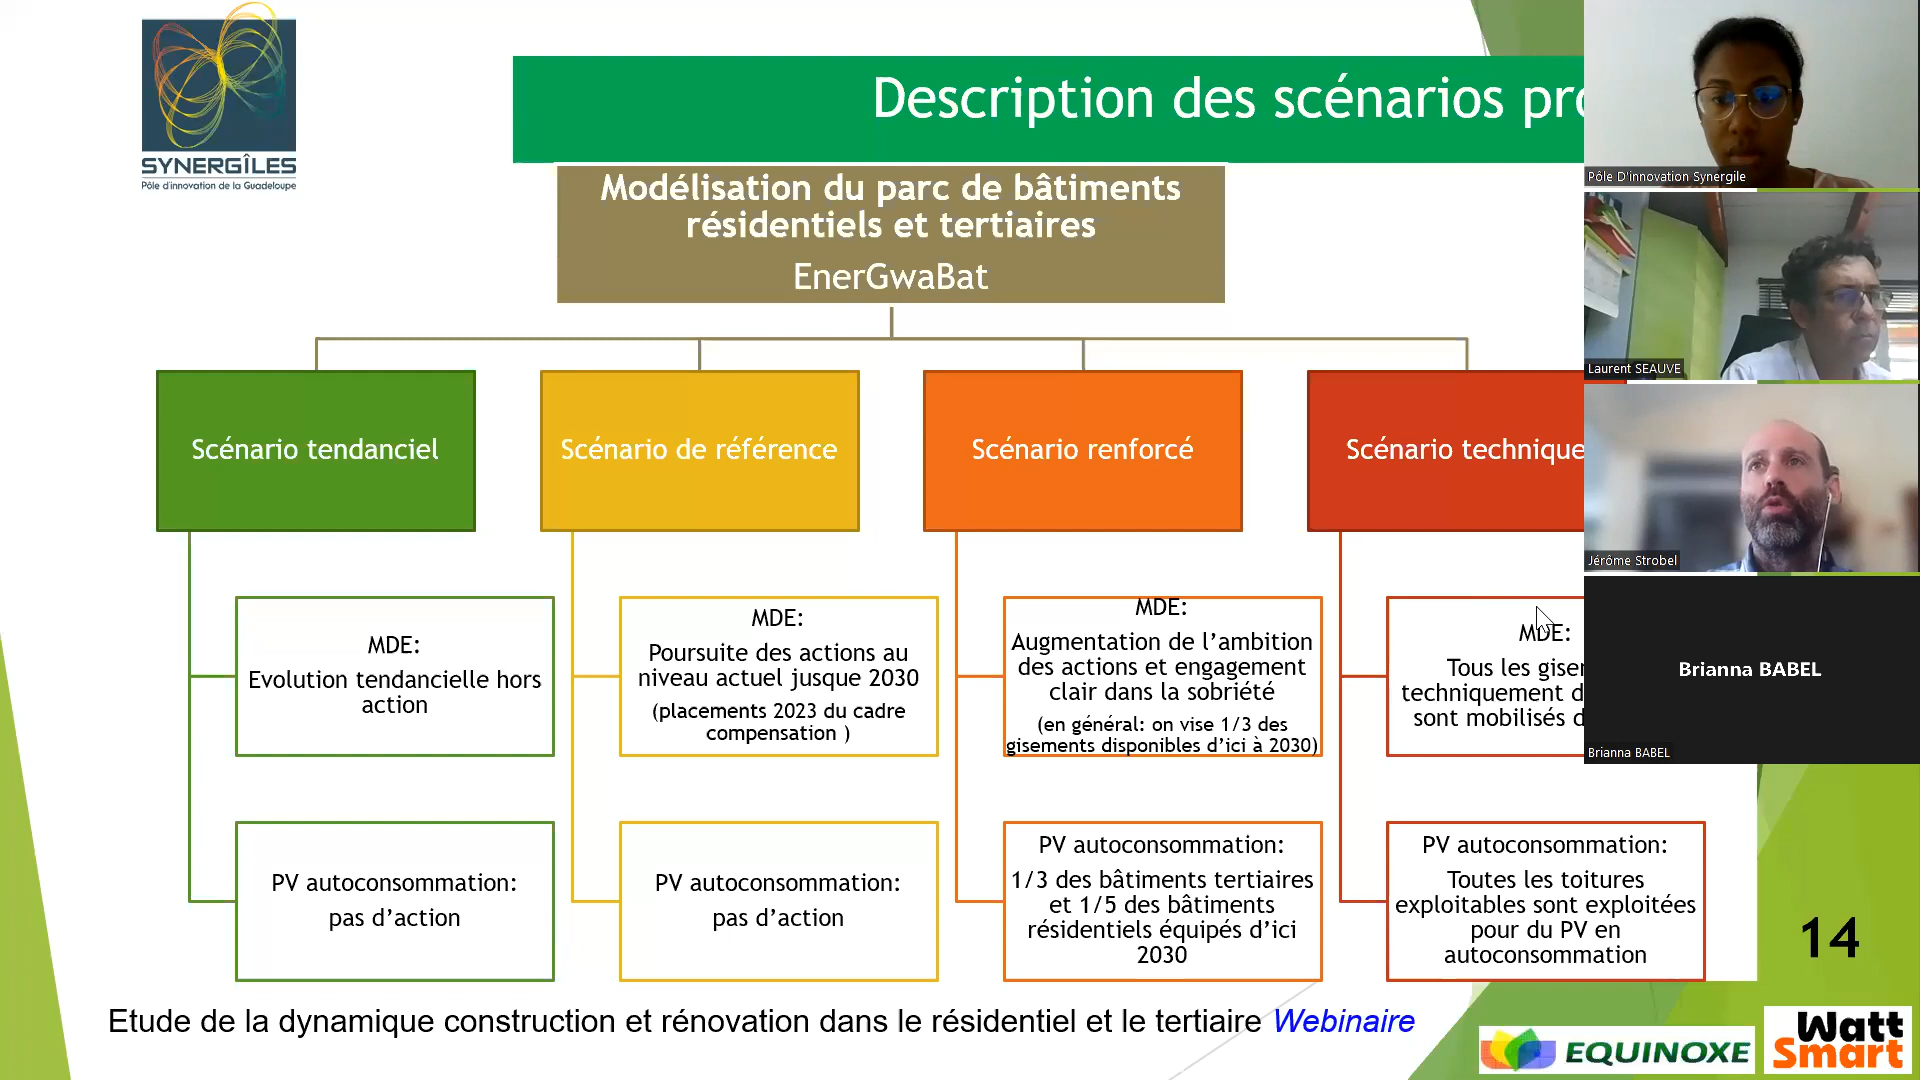 SYNERGÎLES
Pôle d'innovation de la Guadeloupe
Description des scénarios
Modélisation du parc de bâtiments
résidentiels et tertiaires
EnerGwaBat
Scénario tendanciel
Scénario de référence
Scénario renforcé
Scénario technique
MDE:
Evolution tendancielle hors
action
MDE:
Poursuite des actions au
niveau actuel jusque 2030
(placements 2023 du cadre
compensation )
MDE:
Augmentation de l'ambition
des actions et engagement
clair dans la sobriété
(en général: on vise 1/3 des
gisements disponibles d'ici à 2030)
MDE:
Tous les
techniquement
sont mobilisés
PV autoconsommation:
pas d'action
PV autoconsommation:
pas d'action
PV autoconsommation:
1/3 des bâtiments tertiaires
et 1/5 des bâtiments
résidentiels équipés d'ici
2030
PV autoconsommation:
Toutes les toitures
exploitables sont exploitées
pour du PV en
autoconsommation
Pôle D'innovation Synergile
Laurent SEAUVE
Jérôme Strobel
Brianna BABEL
Brianna BABEL
14
Etude de la dynamique construction et rénovation dans le résidentiel et le tertiaire Webinaire
EQUINOXE
Watt
Smart